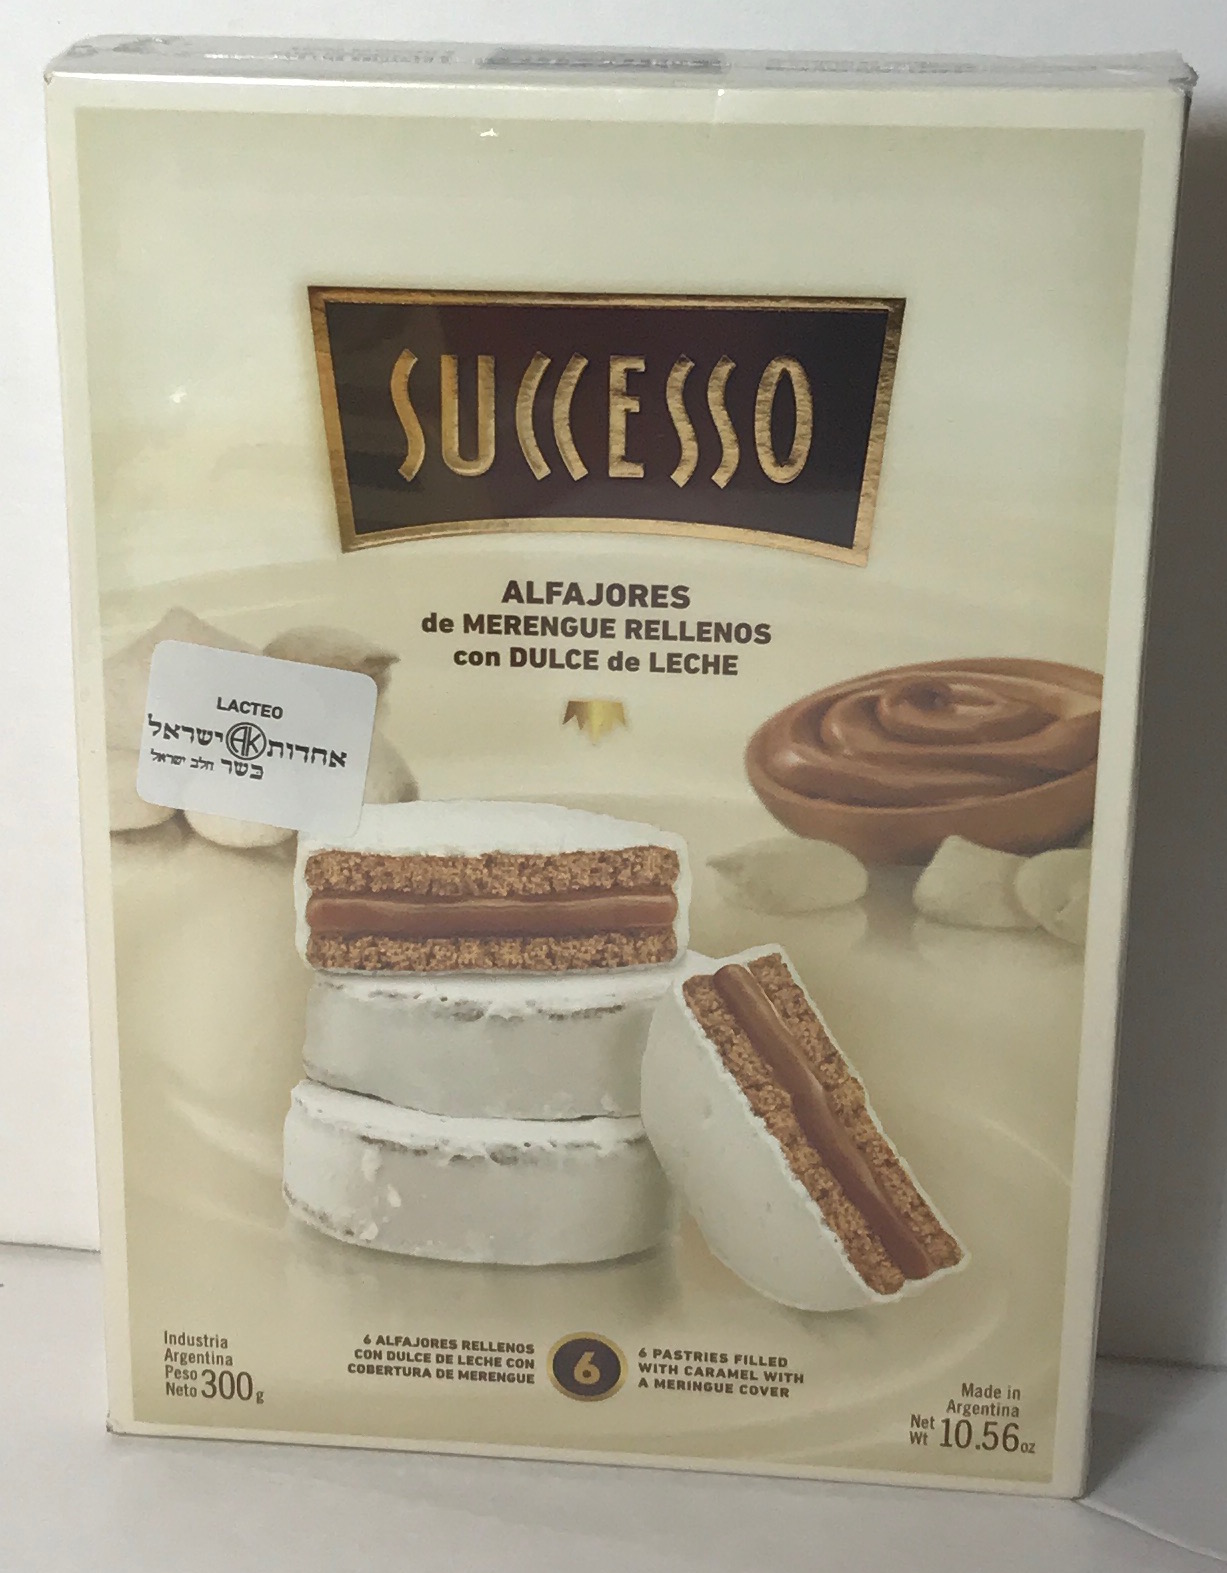 SUCCESSO
ALFAJORES
de MERENGUE RELLENOS
con DULCE de LECHE
LACTEO
אחדות HK ישראל
כשר חלב ישראל
Industria
Argentina
Peso
Neto 300g
6 ALFAJORES RELLENOS
CON DULCE DE LECHE CON
COBERTURA DE MERENGUE
6
6 PASTRIES FILLED
WITH CARAMEL WITH
A MERINGUE COVER
Made in
Argentina
Net
Wt 10.56oz